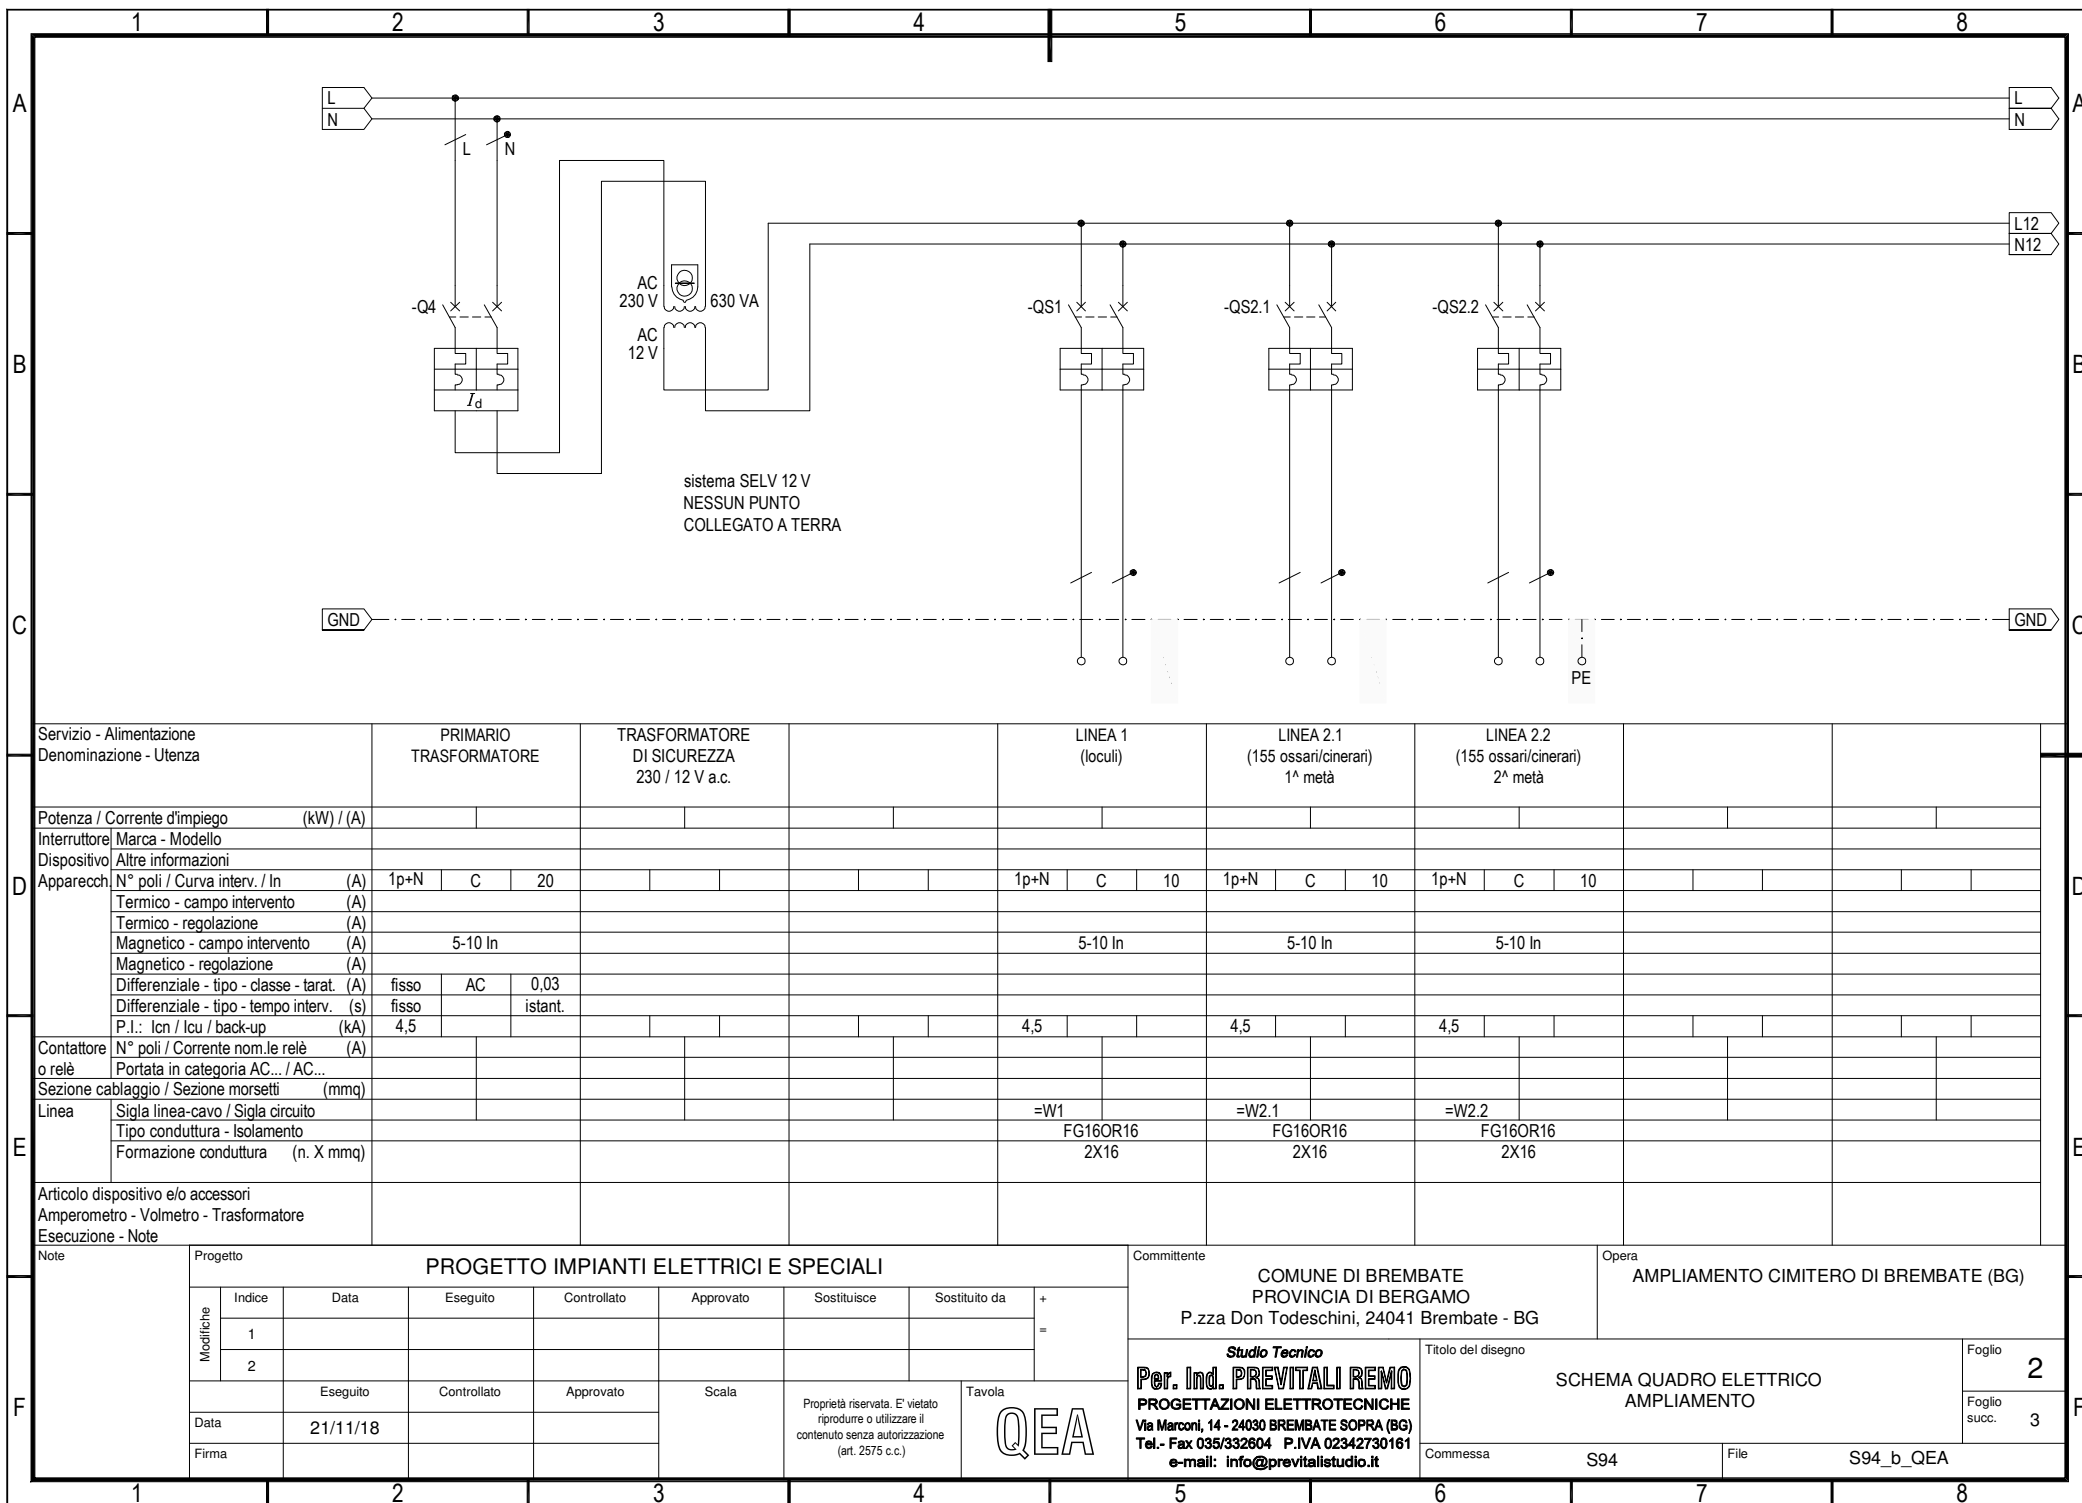 1 2 3 4 5 6 7 8
A A
L L
N N
L N
L12
N12
AC
230 V 630 VA
AC
12 V
-Q4 -QS1 -QS2.1 -QS2.2
B B
Id
sistema SELV 12 V
NESSUN PUNTO
COLLEGATO A TERRA
C C
GND GND
PE
Servizio - Alimentazione PRIMARIO TRASFORMATORE LINEA 1 LINEA 2.1 LINEA 2.2
Denominazione - Utenza TRASFORMATORE DI SICUREZZA (loculi) (155 ossari/cinerari) (155 ossari/cinerari)
230 / 12 V a.c. 1^ metà 2^ metà
Potenza / Corrente d'impiego (kW) / (A)
Interruttore Marca - Modello
Dispositivo Altre informazioni
D Apparecch. N° poli / Curva interv. / In (A) 1p+N C 20 1p+N C 10 1p+N C 10 1p+N C 10 D
Termico - campo intervento (A)
Termico - regolazione (A)
Magnetico - campo intervento (A) 5-10 In 5-10 In 5-10 In 5-10 In
Magnetico - regolazione (A)
Differenziale - tipo - classe - tarat. (A) fisso AC 0,03
Differenziale - tipo - tempo interv. (s) fisso istant.
P.I.: Icn / Icu / back-up (kA) 4,5 4,5 4,5 4,5
Contattore N° poli / Corrente nom.le relè (A)
o relè Portata in categoria AC... / AC...
Sezione cablaggio / Sezione morsetti (mmq)
Linea Sigla linea-cavo / Sigla circuito =W1 =W2.1 =W2.2
Tipo conduttura - Isolamento FG16OR16 FG16OR16 FG16OR16
E Formazione conduttura (n. X mmq) 2X16 2X16 2X16 E
Articolo dispositivo e/o accessori
Amperometro - Volmetro - Trasformatore
Esecuzione - Note
Note
Progetto
PROGETTO IMPIANTI ELETTRICI E SPECIALI
Modifiche
Indice Data Eseguito Controllato Approvato Sostituisce Sostituito da +
1 =
2
Eseguito Controllato Approvato Scala
Data 21/11/18
Firma
Proprietà riservata. E' vietato
riprodurre o utilizzare il
contenuto senza autorizzazione
(art. 2575 c.c.)
Tavola
QEA
Committente
COMUNE DI BREMBATE
PROVINCIA DI BERGAMO
P.zza Don Todeschini, 24041 Brembate - BG
Opera
AMPLIAMENTO CIMITERO DI BREMBATE (BG)
Studio Tecnico
Per. Ind. PREVITALI REMO
PROGETTAZIONI ELETTROTECNICHE
Via Marconi, 14 - 24030 BREMBATE SOPRA (BG)
Tel.- Fax 035/332604 P.IVA 02342730161
e-mail: info@previtalistudio.it
Titolo del disegno
SCHEMA QUADRO ELETTRICO
AMPLIAMENTO
Foglio
2
Foglio
succ. 3
Commessa S94
File S94_b_QEA
F F
1 2 3 4 5 6 7 8